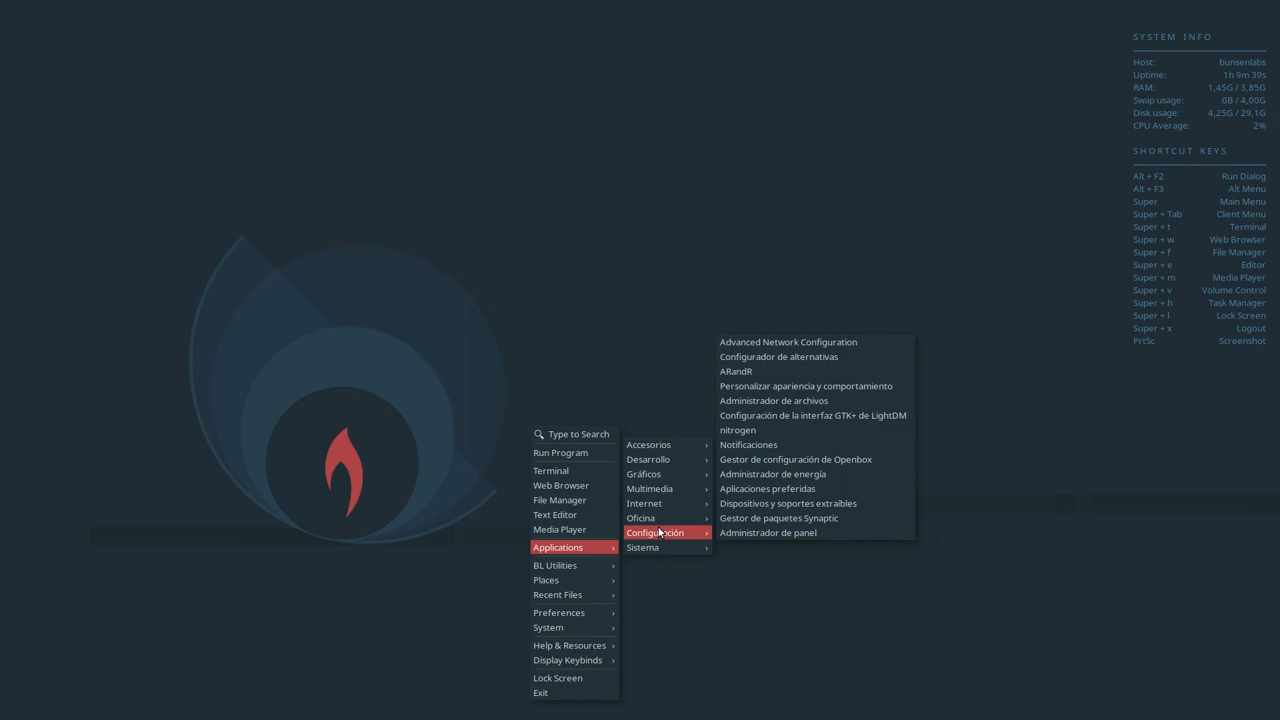 SYSTEM INFO
Host: bunsenlabs
Uptime: 1h 9m 39s
RAM: 1,45G / 3,85G
Swap usage: 0B / 4,00G
Disk usage: 4,25G / 29,1G
CPU Average: 2%
SHORTCUT KEYS
Alt + F2 Run Dialog
Alt + F3 Alt Menu
Super Main Menu
Super + Tab Client Menu
Super + t Terminal
Super + w Web Browser
Super + f File Manager
Super + e Editor
Super + m Media Player
Super + v Volume Control
Super + h Task Manager
Super + l Lock Screen
Super + x Logout
PrtSc Screenshot
Type to Search
Run Program
Terminal
Web Browser
File Manager
Text Editor
Media Player
Applications ›
BL Utilities ›
Places ›
Recent Files ›
Preferences ›
System ›
Help & Resources ›
Display Keybinds ›
Lock Screen
Exit
Accesorios ›
Desarrollo ›
Gráficos ›
Multimedia ›
Internet ›
Oficina ›
Configuración ›
Sistema ›
Advanced Network Configuration
Configurador de alternativas
ARandR
Personalizar apariencia y comportamiento
Administrador de archivos
Configuración de la interfaz GTK+ de LightDM
nitrogen
Notificaciones
Gestor de configuración de Openbox
Administrador de energía
Aplicaciones preferidas
Dispositivos y soportes extraíbles
Gestor de paquetes Synaptic
Administrador de panel